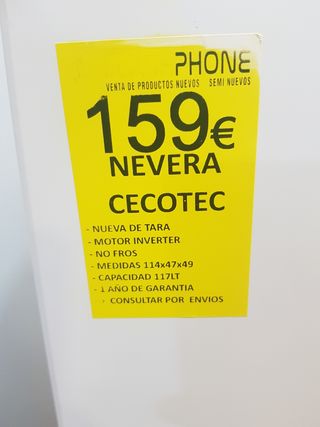 PHONE
VENTA DE PRODUCTOS NUEVOS SEMI NUEVOS
159€
NEVERA
CECOTEC
- NUEVA DE TARA
- MOTOR INVERTER
- NO FROS
- MEDIDAS 114x47x49
- CAPACIDAD 117LT
- 1 AÑO DE GARANTIA
- CONSULTAR POR ENVIOS